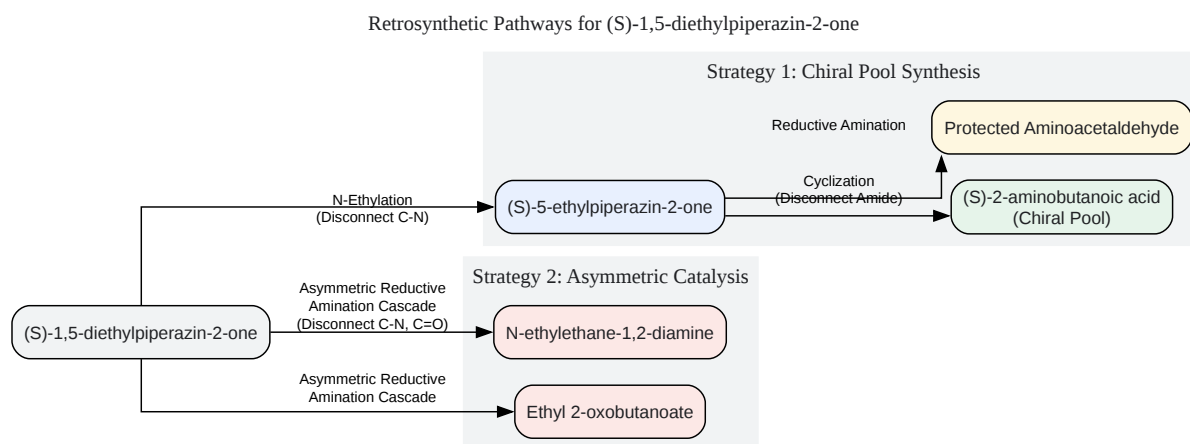 Retrosynthetic Pathways for (S)-1,5-diethylpiperazin-2-one
Strategy 1: Chiral Pool Synthesis
Reductive Amination
Protected Aminoacetaldehyde
Cyclization
(Disconnect Amide)
N-Ethylation
(Disconnect C-N)
(S)-5-ethylpiperazin-2-one
(S)-2-aminobutanoic acid
(Chiral Pool)
Strategy 2: Asymmetric Catalysis
Asymmetric Reductive
Amination Cascade
(Disconnect C-N, C=O)
(S)-1,5-diethylpiperazin-2-one
N-ethylethane-1,2-diamine
Asymmetric Reductive
Amination Cascade
Ethyl 2-oxobutanoate